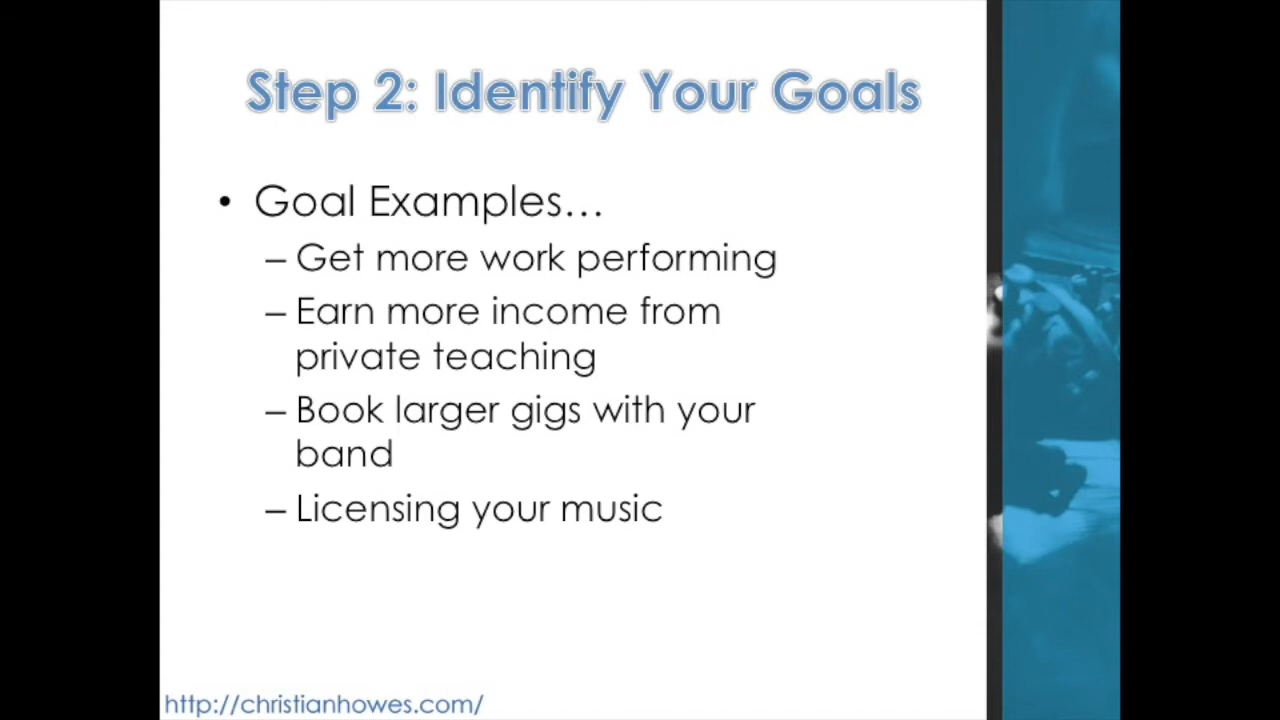 Step 2: Identify Your Goals
• Goal Examples…
– Get more work performing
– Earn more income from
private teaching
– Book larger gigs with your
band
– Licensing your music
http://christianhowes.com/